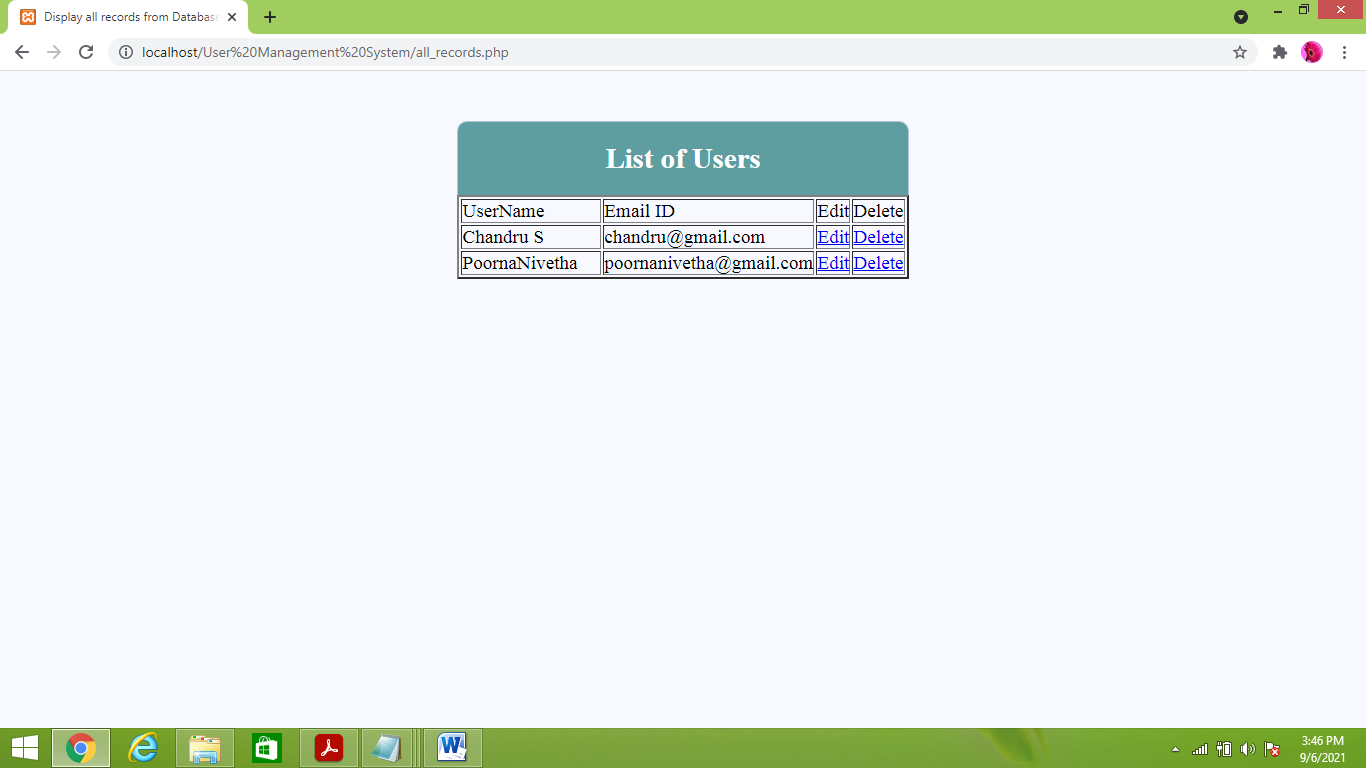 Display all records from Database
localhost/User%20Management%20System/all_records.php
List of Users
UserName Email ID Edit Delete
Chandru S chandru@gmail.com Edit Delete
PoornaNivetha poornanivetha@gmail.com Edit Delete
3:46 PM
9/6/2021